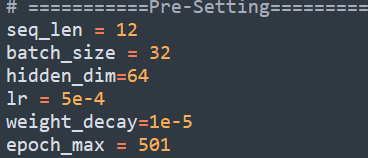 # ===========Pre-Setting=========
seq_len = 12
batch_size = 32
hidden_dim=64
lr = 5e-4
weight_decay=1e-5
epoch_max = 501